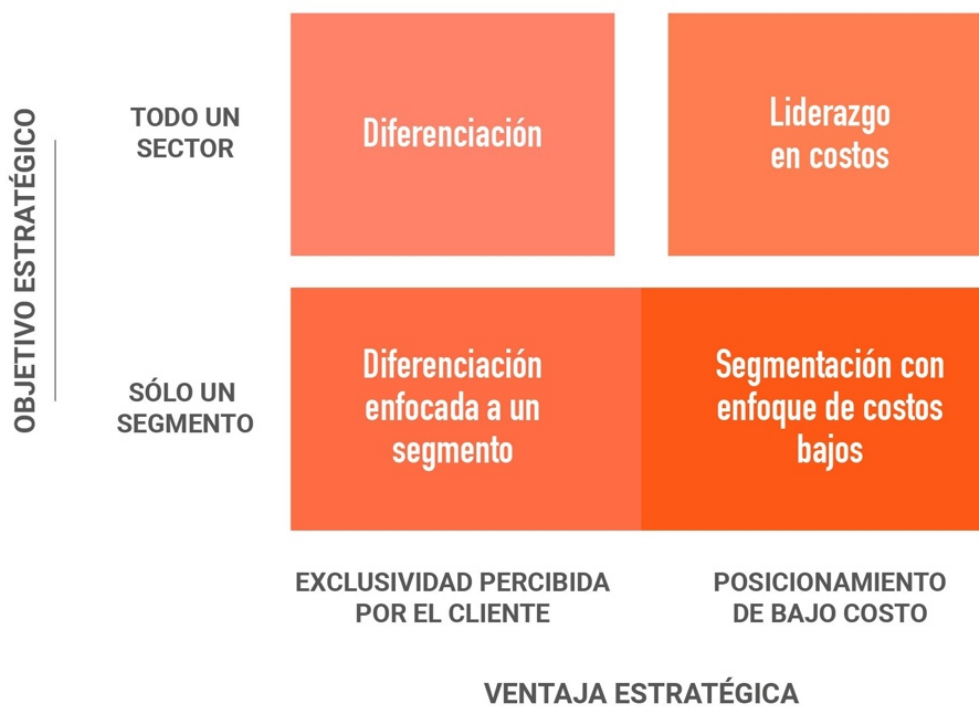 OBJETIVO ESTRATÉGICO
TODO UN
SECTOR
Diferenciación
Liderazgo
en costos
SÓLO UN
SEGMENTO
Diferenciación
enfocada a un
segmento
Segmentación con
enfoque de costos
bajos
EXCLUSIVIDAD PERCIBIDA
POR EL CLIENTE
POSICIONAMIENTO
DE BAJO COSTO
VENTAJA ESTRATÉGICA